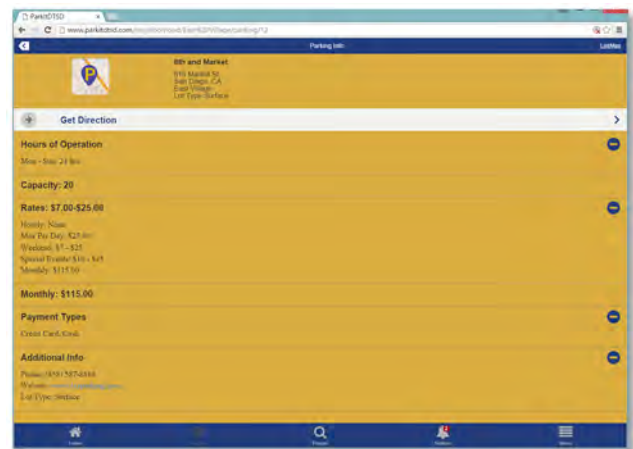 ParkitDTSD
www.parkitdtsd.com
Parking Info
8th and Market
Market St
San Diego, CA
East Village
Lot Type: Surface
Get Direction
Hours of Operation
Mon - Sun: 24 hrs
Capacity: 20
Rates: $7.00-$25.00
Hourly: None
Max Per Day: $25.00
Weekend: $7 - $25
Special Events: $10 - $45
Monthly: $115.00
Monthly: $115.00
Payment Types
Credit Card, Cash
Additional Info
Phone:
Website:
Lot Type: Surface